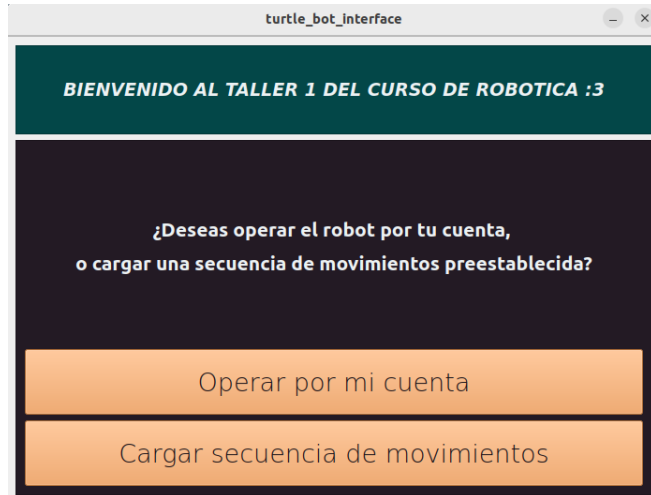 turtle_bot_interface
BIENVENIDO AL TALLER 1 DEL CURSO DE ROBOTICA :3
¿Deseas operar el robot por tu cuenta,
o cargar una secuencia de movimientos preestablecida?
Operar por mi cuenta
Cargar secuencia de movimientos